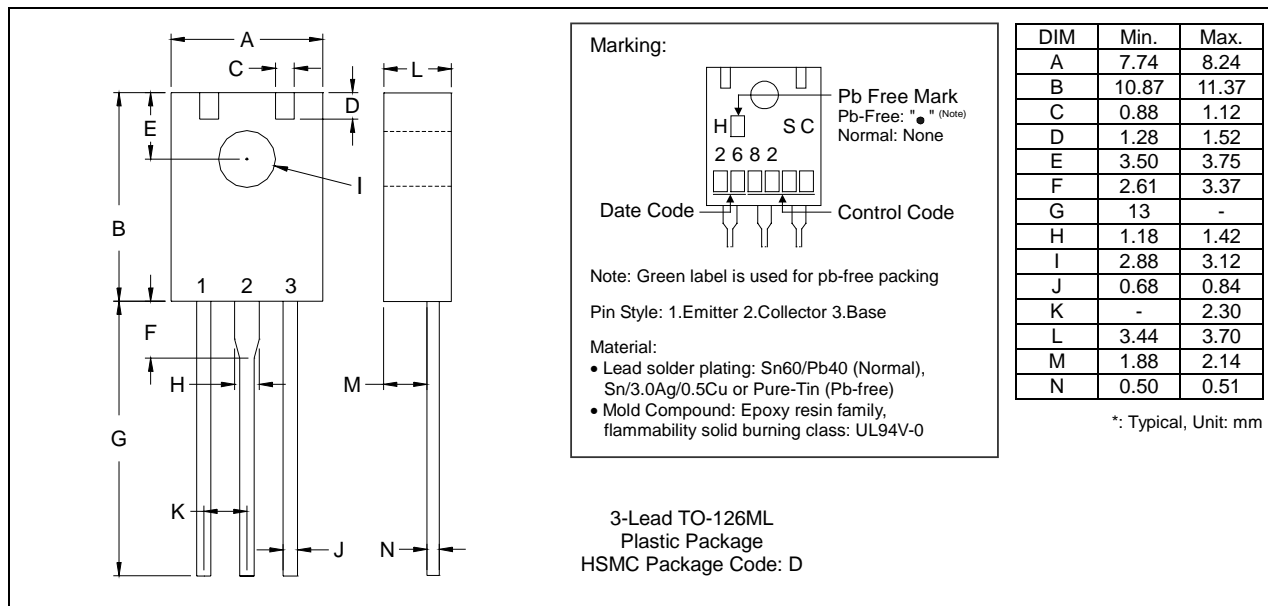 A
C
L
D
E
I
B
1 2 3
F
H
M
G
K
J
N
Marking:
Pb Free Mark
Pb-Free: "●" (Note)
Normal: None
H SC
2 6 8 2
Date Code
Control Code
Note: Green label is used for pb-free packing
Pin Style: 1.Emitter 2.Collector 3.Base
Material:
• Lead solder plating: Sn60/Pb40 (Normal),
Sn/3.0Ag/0.5Cu or Pure-Tin (Pb-free)
• Mold Compound: Epoxy resin family,
flammability solid burning class: UL94V-0
3-Lead TO-126ML
Plastic Package
HSMC Package Code: D
DIM Min. Max.
A 7.74 8.24
B 10.87 11.37
C 0.88 1.12
D 1.28 1.52
E 3.50 3.75
F 2.61 3.37
G 13 -
H 1.18 1.42
I 2.88 3.12
J 0.68 0.84
K - 2.30
L 3.44 3.70
M 1.88 2.14
N 0.50 0.51
*: Typical, Unit: mm